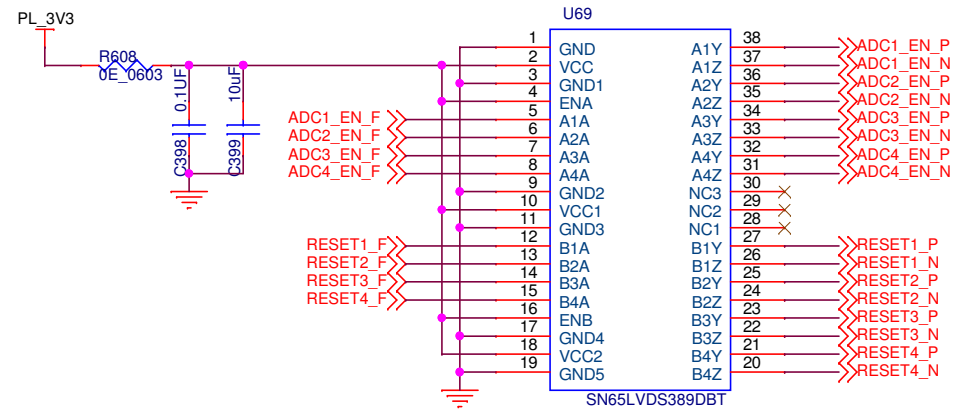 PL_3V3
R608
0E_0603
0.1UF
10uF
C398
C399
U69
1 GND A1Y 38 ADC1_EN_P
2 VCC A1Z 37 ADC1_EN_N
3 GND1 A2Y 36 ADC2_EN_P
4 ENA A2Z 35 ADC2_EN_N
ADC1_EN_F 5 A1A A3Y 34 ADC3_EN_P
ADC2_EN_F 6 A2A A3Z 33 ADC3_EN_N
ADC3_EN_F 7 A3A A4Y 32 ADC4_EN_P
ADC4_EN_F 8 A4A A4Z 31 ADC4_EN_N
9 GND2 NC3 30
10 VCC1 NC2 29
11 GND3 NC1 28
RESET1_F 12 B1A B1Y 27 RESET1_P
RESET2_F 13 B2A B1Z 26 RESET1_N
RESET3_F 14 B3A B2Y 25 RESET2_P
RESET4_F 15 B4A B2Z 24 RESET2_N
16 ENB B3Y 23 RESET3_P
17 GND4 B3Z 22 RESET3_N
18 VCC2 B4Y 21 RESET4_P
19 GND5 B4Z 20 RESET4_N
SN65LVDS389DBT